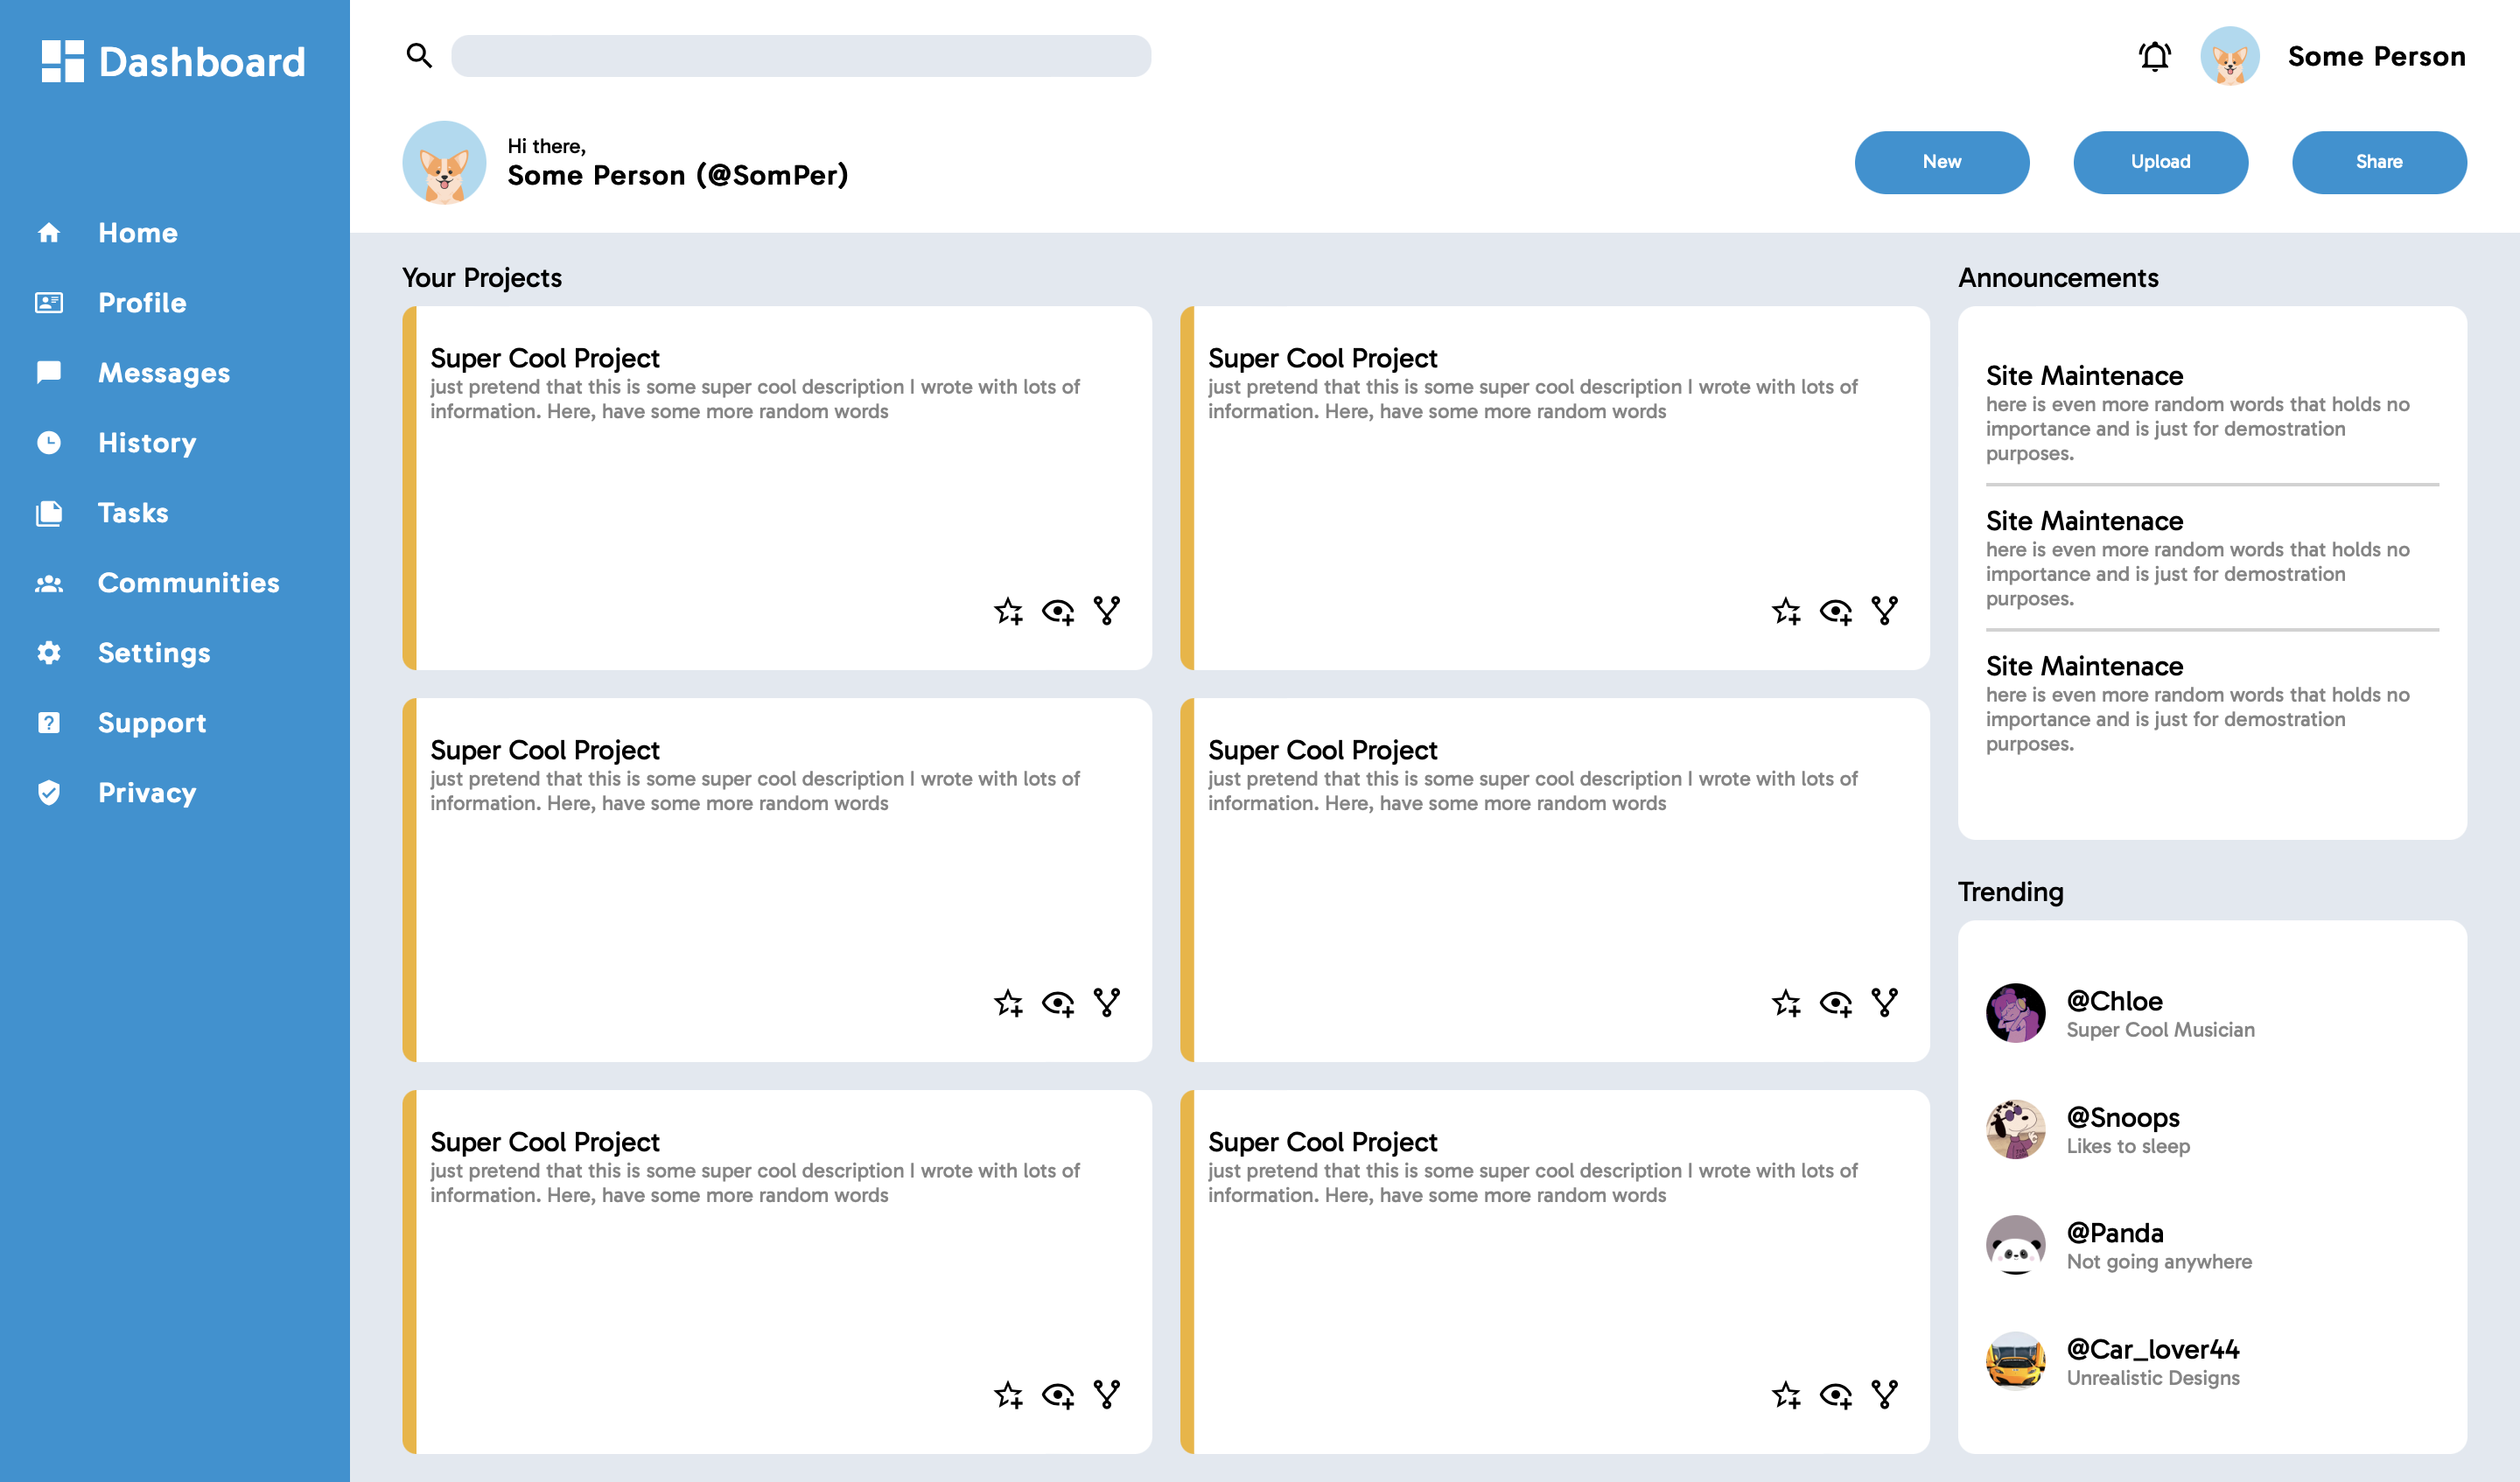 Dashboard
Home
Profile
Messages
History
Tasks
Communities
Settings
Support
Privacy
Some Person
Hi there,
Some Person (@SomPer)
New
Upload
Share
Your Projects
Super Cool Project
just pretend that this is some super cool description I wrote with lots of
information. Here, have some more random words
Super Cool Project
just pretend that this is some super cool description I wrote with lots of
information. Here, have some more random words
Super Cool Project
just pretend that this is some super cool description I wrote with lots of
information. Here, have some more random words
Super Cool Project
just pretend that this is some super cool description I wrote with lots of
information. Here, have some more random words
Super Cool Project
just pretend that this is some super cool description I wrote with lots of
information. Here, have some more random words
Super Cool Project
just pretend that this is some super cool description I wrote with lots of
information. Here, have some more random words
Announcements
Site Maintenace
here is even more random words that holds no
importance and is just for demostration
purposes.
Site Maintenace
here is even more random words that holds no
importance and is just for demostration
purposes.
Site Maintenace
here is even more random words that holds no
importance and is just for demostration
purposes.
Trending
@Chloe
Super Cool Musician
@Snoops
Likes to sleep
@Panda
Not going anywhere
@Car_lover44
Unrealistic Designs